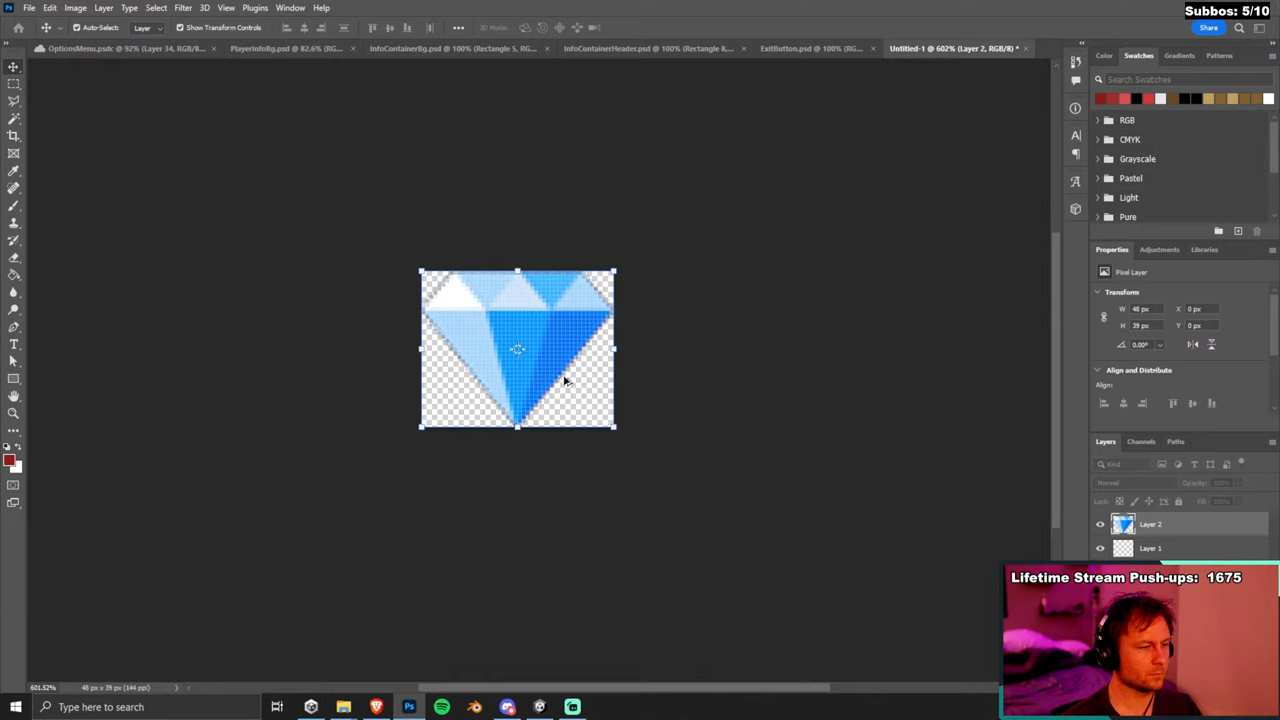 File Edit Image Layer Type Select Filter 3D View Plugins Window Help
Subbos: 5/10
Auto-Select: Layer Show Transform Controls 3D Mode: Share
OptionsMenu.psdc @ 92% (Layer 34, RGB/8... PlayerInfoBg.psd @ 82.6% (RGB/... InfoContainerBg.psd @ 100% (Rectangle 5, RGB... InfoContainerHeader.psd @ 100% (Rectangle 8,... ExitButton.psd @ 100% (RG... Untitled-1 @ 602% (Layer 2, RGB/8) *
Color Swatches Gradients Patterns
Search Swatches
RGB
CMYK
Grayscale
Pastel
Light
Pure
Properties Adjustments Libraries
Pixel Layer
Transform
W 48 px X 0 px
H 39 px Y 0 px
0.00°
Align and Distribute
Align:
Layers Channels Paths
Kind
Normal Opacity: 100%
Lock: Fill: 100%
Layer 2
Layer 1
Lifetime Stream Push-ups: 1675
601.52% 48 px x 39 px (144 ppi)
Type here to search